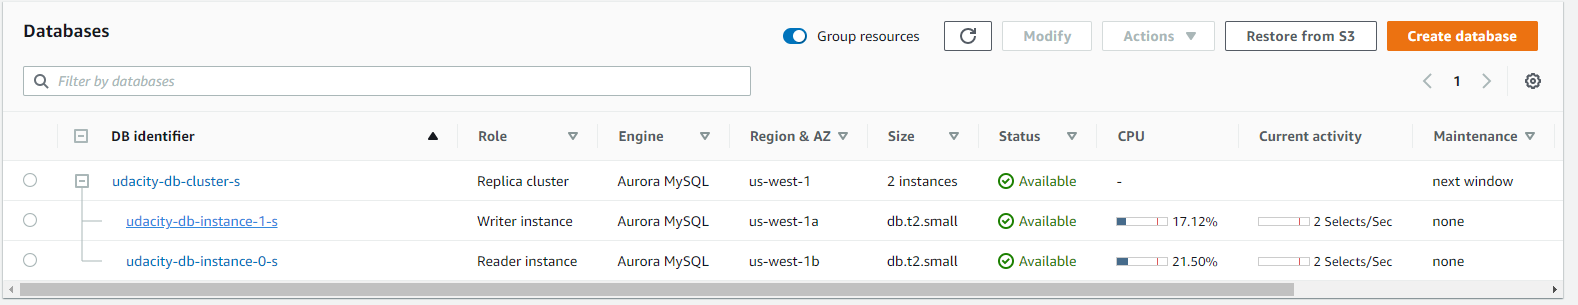 Databases
Group resources
Modify
Actions
Restore from S3
Create database
Filter by databases
1
DB identifier Role Engine Region & AZ Size Status CPU Current activity Maintenance
udacity-db-cluster-s Replica cluster Aurora MySQL us-west-1 2 instances Available - next window
udacity-db-instance-1-s Writer instance Aurora MySQL us-west-1a db.t2.small Available 17.12% 2 Selects/Sec none
udacity-db-instance-0-s Reader instance Aurora MySQL us-west-1b db.t2.small Available 21.50% 2 Selects/Sec none